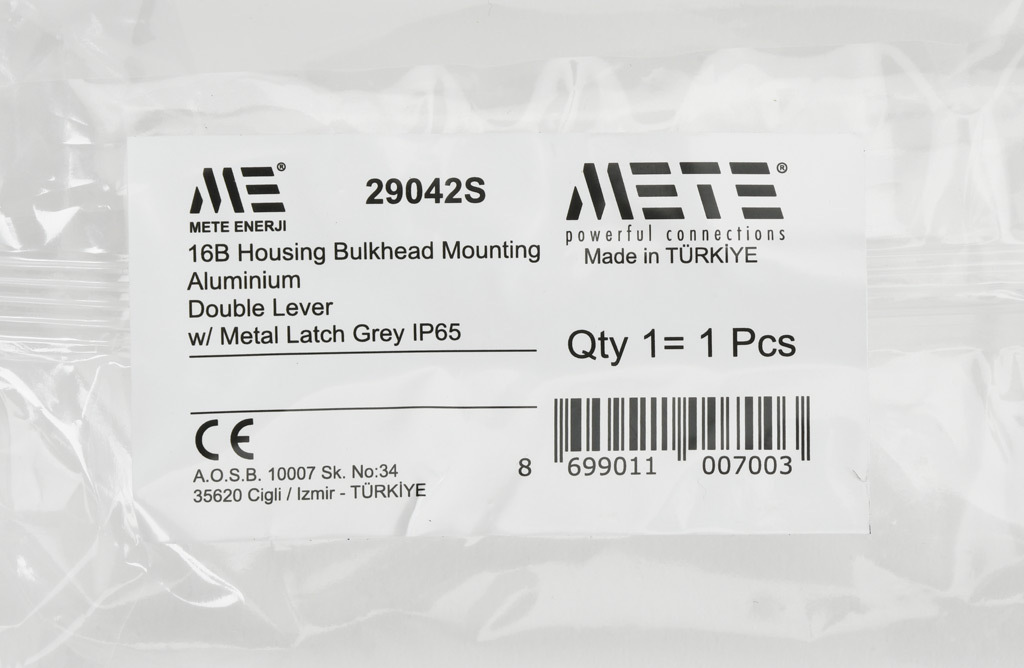 ME®
METE ENERJI
29042S
16B Housing Bulkhead Mounting
Aluminium
Double Lever
w/ Metal Latch Grey IP65
METE®
powerful connections
Made in TÜRKİYE
Qty 1= 1 Pcs
CE
A.O.S.B. 10007 Sk. No:34
35620 Cigli / Izmir - TÜRKİYE
8 699011 007003